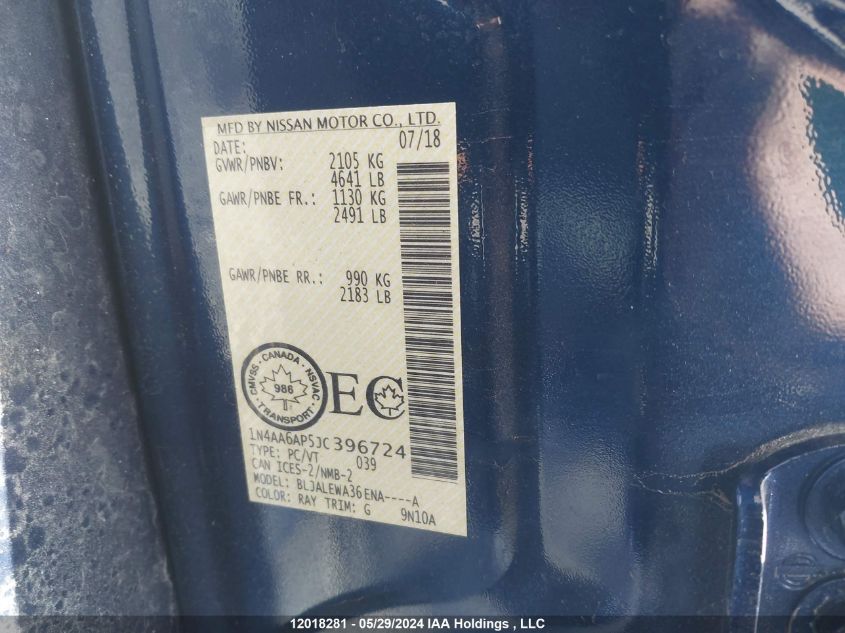 MFD BY NISSAN MOTOR CO., LTD.
DATE: 07/18
GVWR/PNBV: 2105 KG
4641 LB
GAWR/PNBE FR.: 1130 KG
2491 LB
GAWR/PNBE RR.: 990 KG
2183 LB
CMVSS · CANADA · NSVAC
986
TRANSPORT
EC
1N4AA6AP5JC396724
TYPE: PC/VT 039
CAN ICES-2/NMB-2
MODEL: BLJALEWA36ENA----A
COLOR: RAY TRIM: G 9N10A
12018281 - 05/29/2024 IAA Holdings , LLC